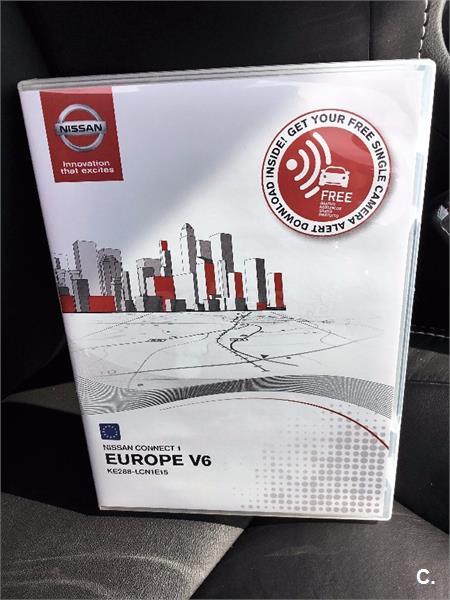 NISSAN
Innovation
that excites
GET YOUR FREE SINGLE CAMERA ALERT DOWNLOAD INSIDE!
FREE
NISSAN CONNECT 1
EUROPE V6
KE288-LCN1E15
C.